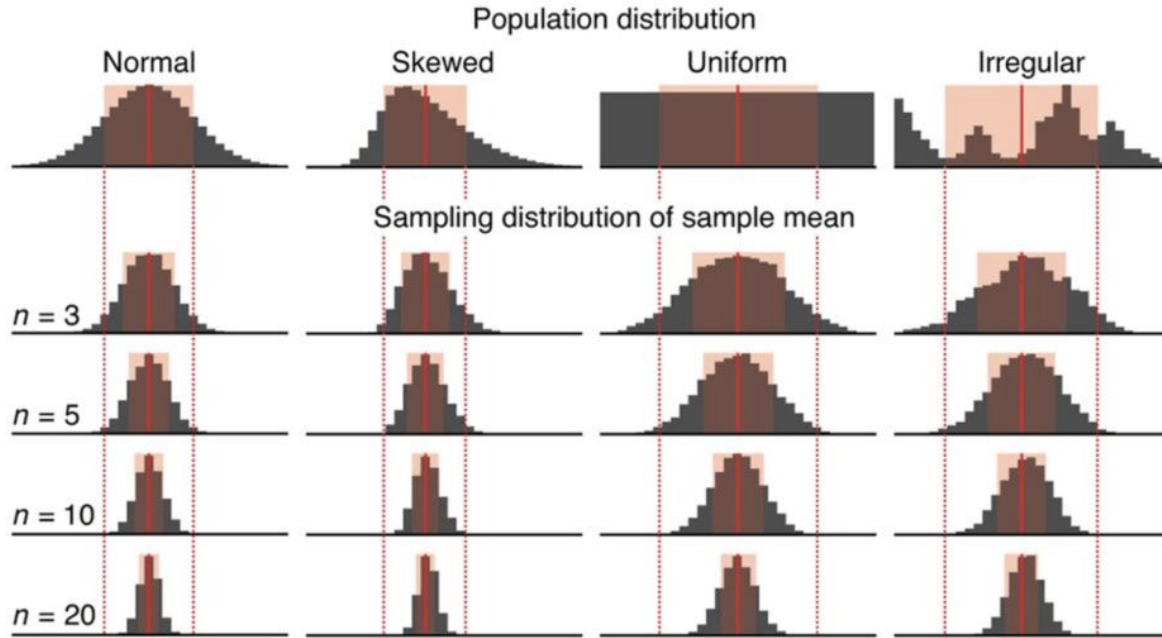 Population distribution
Normal Skewed Uniform Irregular
Sampling distribution of sample mean
n = 3
n = 5
n = 10
n = 20